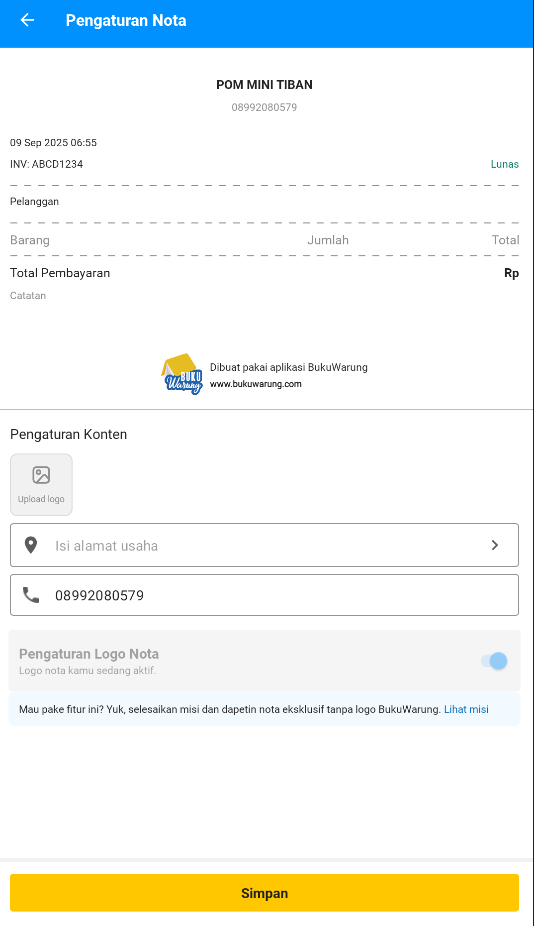 Pengaturan Nota
POM MINI TIBAN
08992080579
09 Sep 2025 06:55
INV: ABCD1234 Lunas
Pelanggan
Barang Jumlah Total
Total Pembayaran Rp
Catatan
BUKU
Warung
Dibuat pakai aplikasi BukuWarung
www.bukuwarung.com
Pengaturan Konten
Upload logo
Isi alamat usaha
08992080579
Pengaturan Logo Nota
Logo nota kamu sedang aktif.
Mau pake fitur ini? Yuk, selesaikan misi dan dapetin nota eksklusif tanpa logo BukuWarung. Lihat misi
Simpan